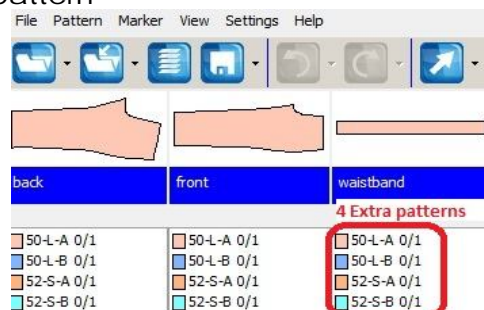 pattern
File Pattern Marker View Settings Help
back front waistband
4 Extra patterns
50-L-A 0/1 50-L-A 0/1 50-L-A 0/1
50-L-B 0/1 50-L-B 0/1 50-L-B 0/1
52-S-A 0/1 52-S-A 0/1 52-S-A 0/1
52-S-B 0/1 52-S-B 0/1 52-S-B 0/1